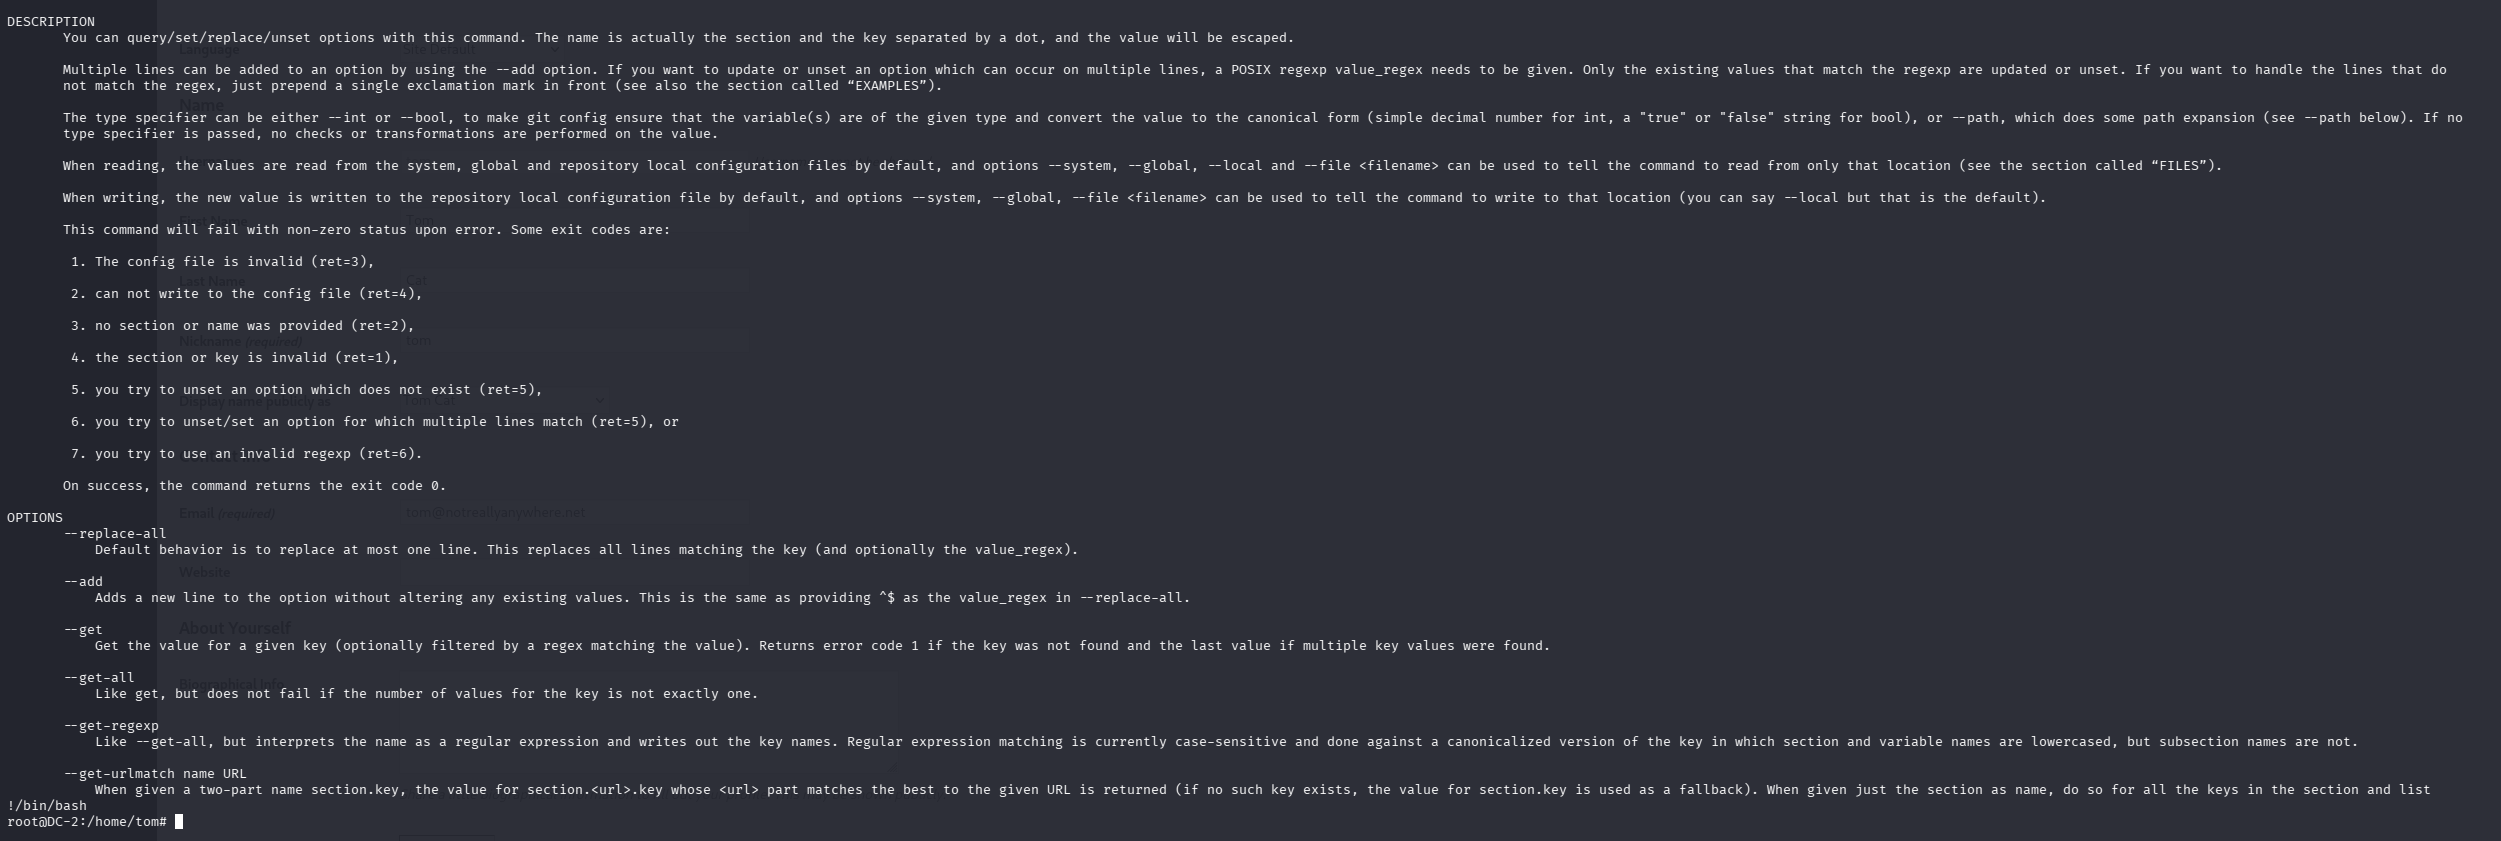 DESCRIPTION
You can query/set/replace/unset options with this command. The name is actually the section and the key separated by a dot, and the value will be escaped.
Multiple lines can be added to an option by using the --add option. If you want to update or unset an option which can occur on multiple lines, a POSIX regexp value_regex needs to be given. Only the existing values that match the regexp are updated or unset. If you want to handle the lines that do
not match the regex, just prepend a single exclamation mark in front (see also the section called “EXAMPLES”).
Name
The type specifier can be either --int or --bool, to make git config ensure that the variable(s) are of the given type and convert the value to the canonical form (simple decimal number for int, a "true" or "false" string for bool), or --path, which does some path expansion (see --path below). If no
type specifier is passed, no checks or transformations are performed on the value.
When reading, the values are read from the system, global and repository local configuration files by default, and options --system, --global, --local and --file <filename> can be used to tell the command to read from only that location (see the section called “FILES”).
When writing, the new value is written to the repository local configuration file by default, and options --system, --global, --file <filename> can be used to tell the command to write to that location (you can say --local but that is the default).
First Name Tom
This command will fail with non-zero status upon error. Some exit codes are:
1. The config file is invalid (ret=3),
Last Name Cat
2. can not write to the config file (ret=4),
3. no section or name was provided (ret=2),
Nickname (required) tom
4. the section or key is invalid (ret=1),
5. you try to unset an option which does not exist (ret=5),
Display name publicly as Tom Cat
6. you try to unset/set an option for which multiple lines match (ret=5), or
7. you try to use an invalid regexp (ret=6).
On success, the command returns the exit code 0.
Email (required) tom@notreallyanywhere.net
OPTIONS
--replace-all
Default behavior is to replace at most one line. This replaces all lines matching the key (and optionally the value_regex).
Website
--add
Adds a new line to the option without altering any existing values. This is the same as providing ^$ as the value_regex in --replace-all.
About Yourself
--get
Get the value for a given key (optionally filtered by a regex matching the value). Returns error code 1 if the key was not found and the last value if multiple key values were found.
--get-all
Biographical Info
Like get, but does not fail if the number of values for the key is not exactly one.
--get-regexp
Like --get-all, but interprets the name as a regular expression and writes out the key names. Regular expression matching is currently case-sensitive and done against a canonicalized version of the key in which section and variable names are lowercased, but subsection names are not.
--get-urlmatch name URL
When given a two-part name section.key, the value for section.<url>.key whose <url> part matches the best to the given URL is returned (if no such key exists, the value for section.key is used as a fallback). When given just the section as name, do so for all the keys in the section and list
!/bin/bash
root@DC-2:/home/tom#